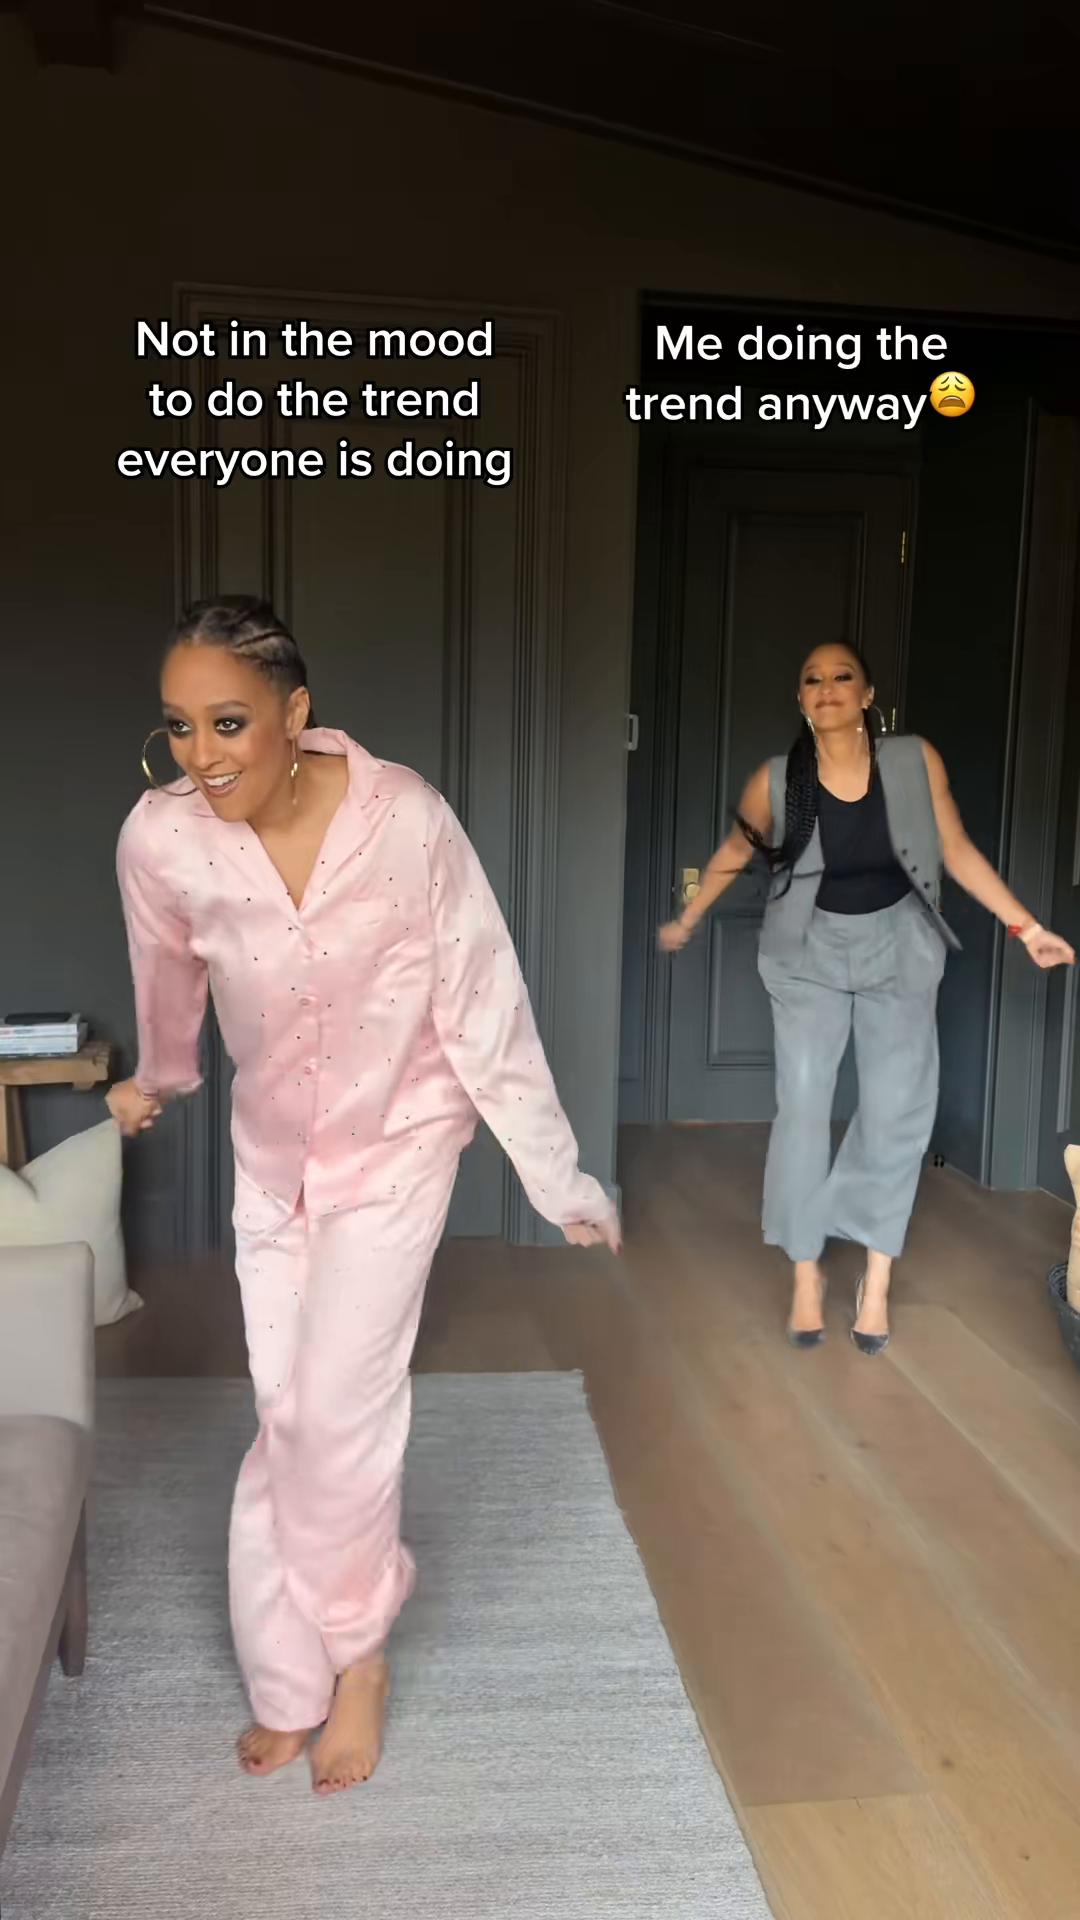 Not in the mood
to do the trend
everyone is doing
Me doing the
trend anyway😩